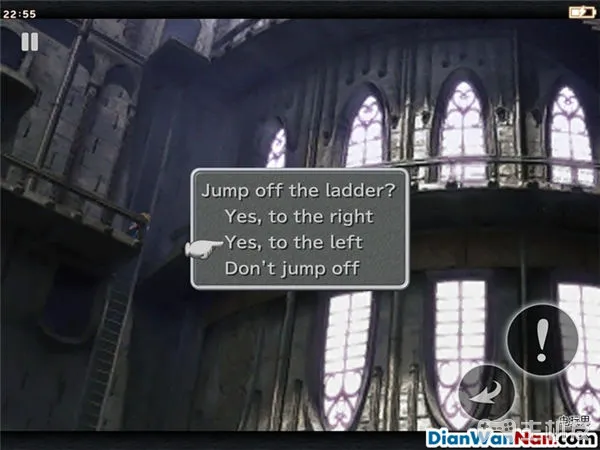 22:55
Jump off the ladder?
Yes, to the right
Yes, to the left
Don't jump off
!
DianWanNan.com